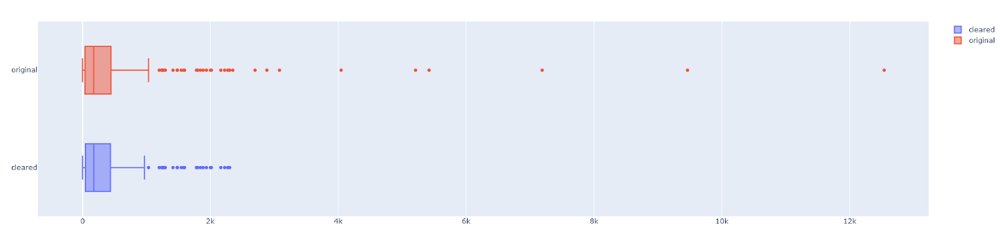 cleared
original
original
cleared
0 2k 4k 6k 8k 10k 12k